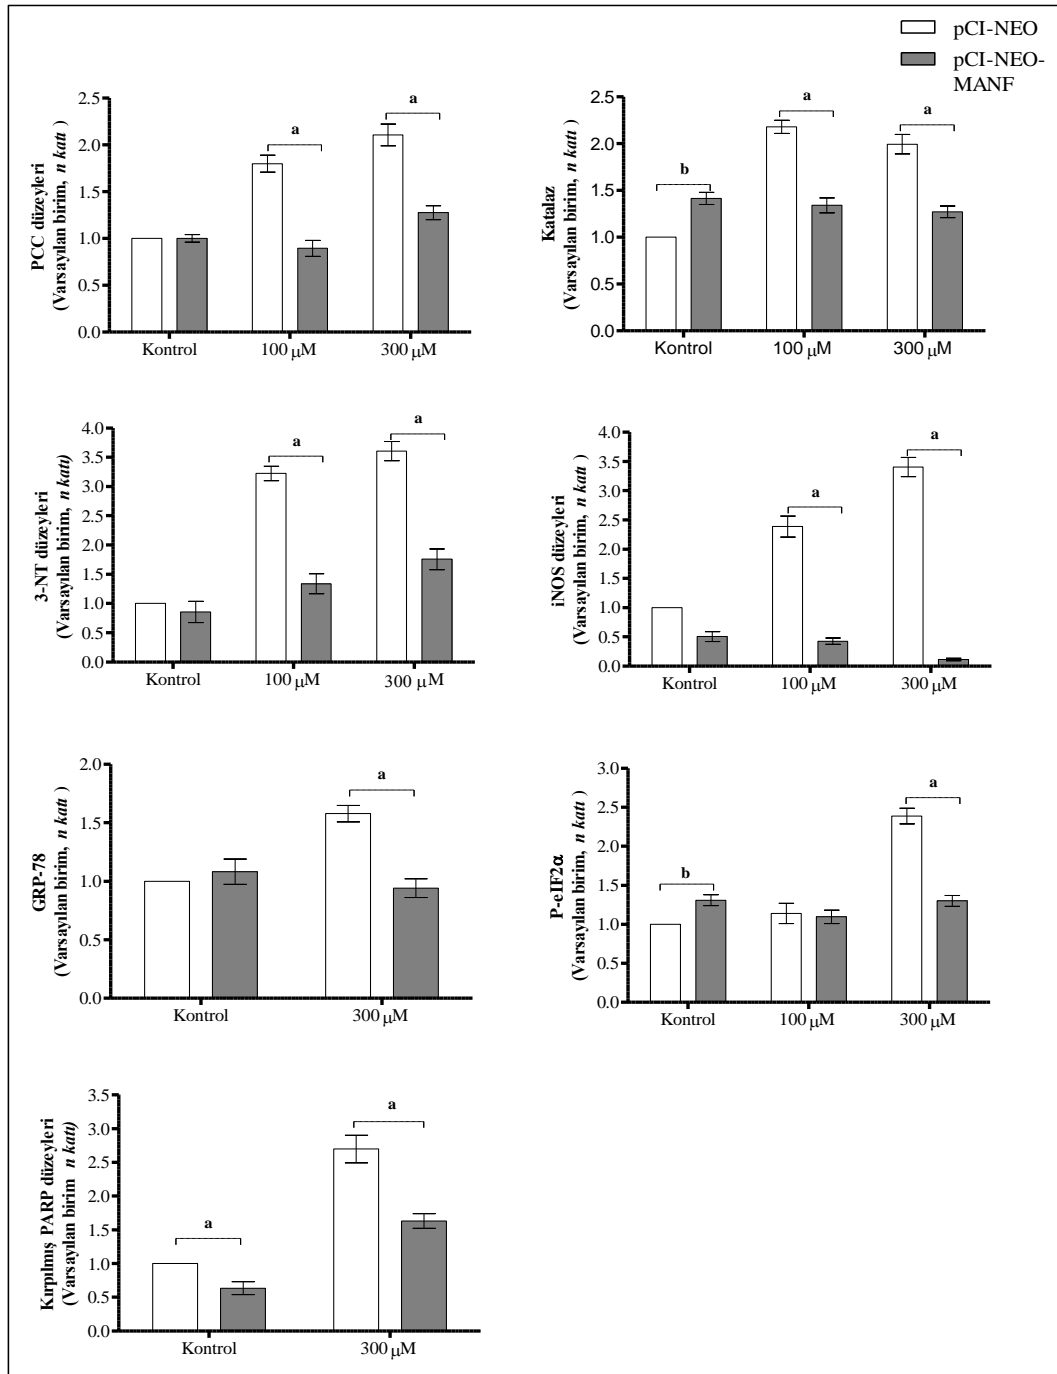 pCI-NEO
pCI-NEO-
MANF
PCC düzeyleri
(Varsayılan birim, n katı )
2.5
2.0
1.5
1.0
0.5
0.0
a
a
Kontrol
100 µM
300 µM
Katalaz
(Varsayılan birim, n katı )
2.5
2.0
1.5
1.0
0.5
0.0
b
a
a
Kontrol
100 µM
300 µM
3-NT düzeyleri
(Varsayılan birim, n katı)
4.0
3.5
3.0
2.5
2.0
1.5
1.0
0.5
0.0
a
a
Kontrol
100 µM
300 µM
iNOS düzeyleri
(Varsayılan birim, n katı )
4.0
3.5
3.0
2.5
2.0
1.5
1.0
0.5
0.0
a
a
Kontrol
100 µM
300 µM
GRP-78
(Varsayılan birim, n katı )
2.0
1.5
1.0
0.5
0.0
a
Kontrol
300 µM
P-eIF2α
(Varsayılan birim, n katı )
3.0
2.5
2.0
1.5
1.0
0.5
0.0
b
a
Kontrol
100 µM
300 µM
Kırpılmış PARP düzeyleri
(Varsayılan birim n katı)
3.5
3.0
2.5
2.0
1.5
1.0
0.5
0.0
a
a
Kontrol
300 µM